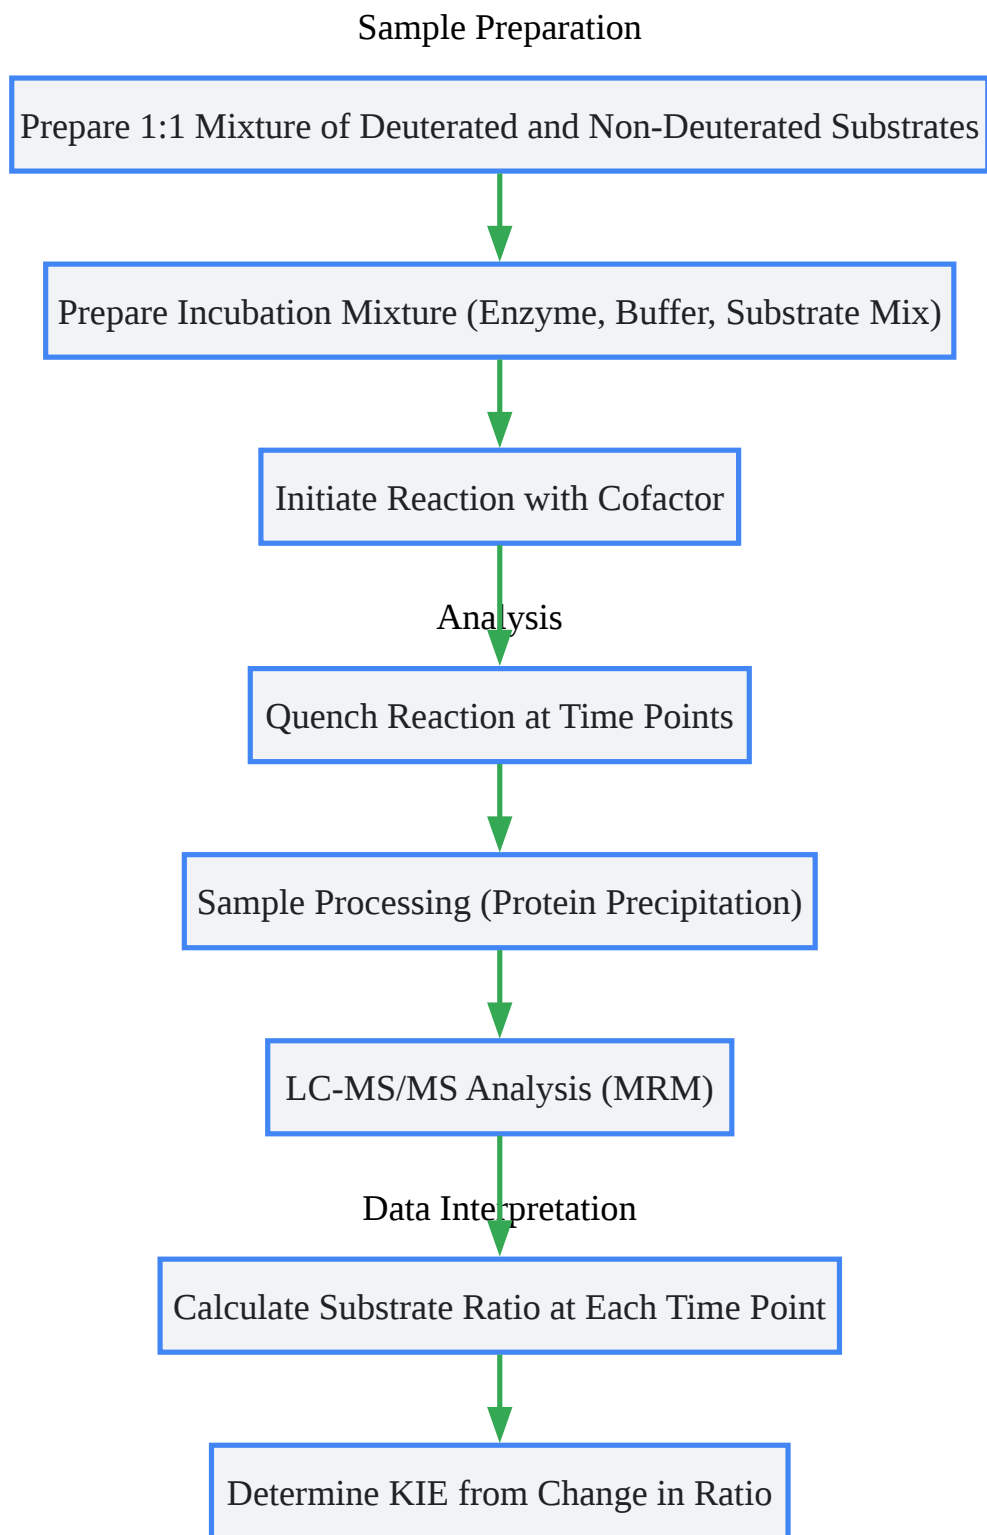 Sample Preparation
Prepare 1:1 Mixture of Deuterated and Non-Deuterated Substrates
Prepare Incubation Mixture (Enzyme, Buffer, Substrate Mix)
Initiate Reaction with Cofactor
Analysis
Quench Reaction at Time Points
Sample Processing (Protein Precipitation)
LC-MS/MS Analysis (MRM)
Data Interpretation
Calculate Substrate Ratio at Each Time Point
Determine KIE from Change in Ratio